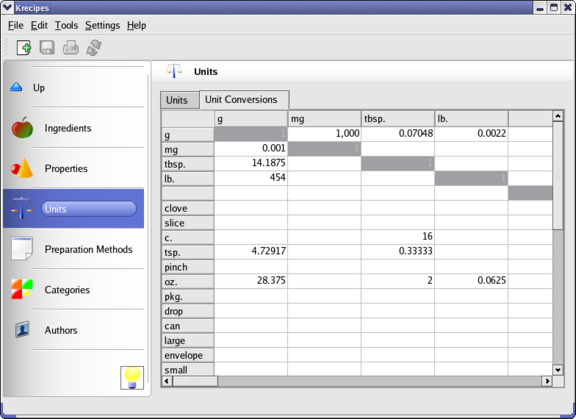 Krecipes
File Edit Tools Settings Help
Up
Ingredients
Properties
Units
Preparation Methods
Categories
Authors
Units
Units Unit Conversions
g mg tbsp. lb.
g 1 1,000 0.07048 0.0022
mg 0.001 1
tbsp. 14.1875 1
lb. 454 1
1
clove
slice
c. 16
tsp. 4.72917 0.33333
pinch
oz. 28.375 2 0.0625
pkg.
drop
can
large
envelope
small